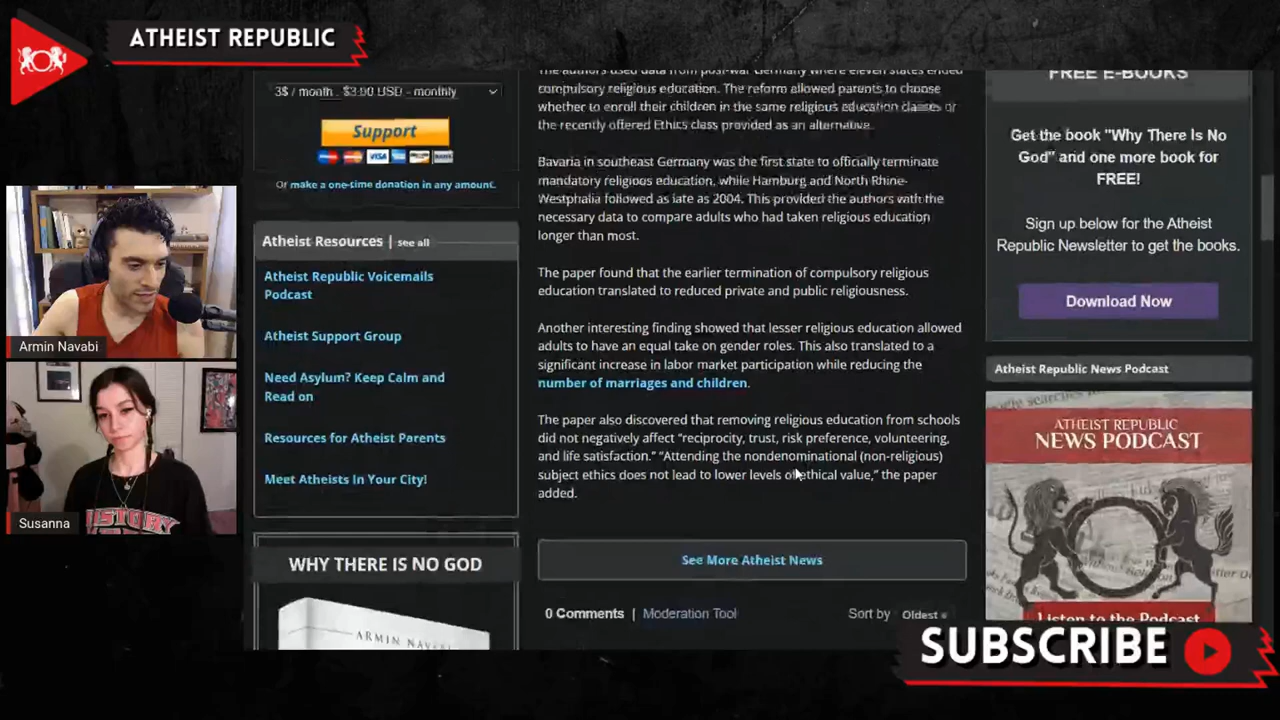 ATHEIST REPUBLIC
3$ / month . $3.00 USD - monthly
Support
VISA
Or make a one-time donation in any amount.
Armin Navabi
Susanna
HISTORY
Atheist Resources | see all
Atheist Republic Voicemails
Podcast
Atheist Support Group
Need Asylum? Keep Calm and
Read on
Resources for Atheist Parents
Meet Atheists In Your City!
WHY THERE IS NO GOD
ARMIN NAVABI
The authors used data from post-war Germany where eleven states ended
compulsory religious education. The reform allowed parents to choose
whether to enroll their children in the same religious education classes or
the recently offered Ethics class provided as an alternative.
Bavaria in southeast Germany was the first state to officially terminate
mandatory religious education, while Hamburg and North Rhine-
Westphalia followed as late as 2004. This provided the authors with the
necessary data to compare adults who had taken religious education
longer than most.
The paper found that the earlier termination of compulsory religious
education translated to reduced private and public religiousness.
Another interesting finding showed that lesser religious education allowed
adults to have an equal take on gender roles. This also translated to a
significant increase in labor market participation while reducing the
number of marriages and children.
The paper also discovered that removing religious education from schools
did not negatively affect "reciprocity, trust, risk preference, volunteering,
and life satisfaction." "Attending the nondenominational (non-religious)
subject ethics does not lead to lower levels of ethical value," the paper
added.
See More Atheist News
0 Comments | Moderation Tool
Sort by Oldest
FREE E-BOOKS
Get the book "Why There Is No
God" and one more book for
FREE!
Sign up below for the Atheist
Republic Newsletter to get the books.
Download Now
Atheist Republic News Podcast
ATHEIST REPUBLIC
NEWS PODCAST
Listen to the Podcast
SUBSCRIBE